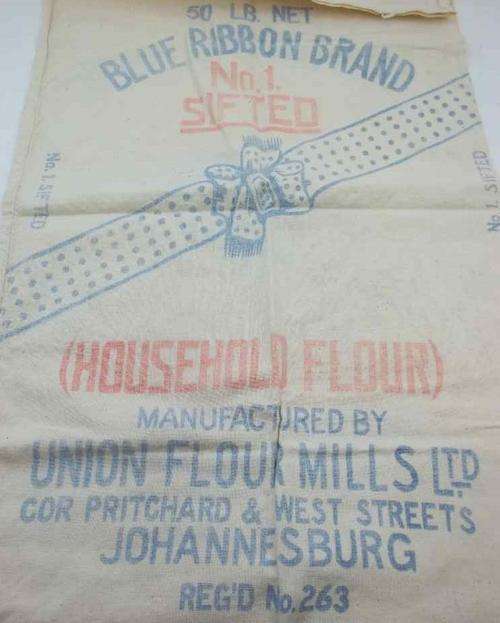 50 LB. NET
BLUE RIBBON BRAND
No.1.
SIFTED
No.1.SIFTED
No.1.SIFTED
(HOUSEHOLD FLOUR)
MANUFACTURED BY
UNION FLOUR MILLS LTD.
COR PRITCHARD & WEST STREETS
JOHANNESBURG
REG'D No.263